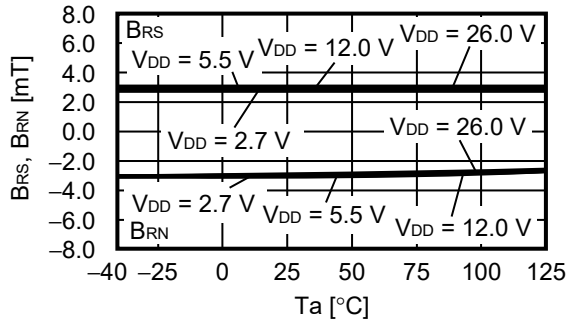 8.0
6.0
4.0
2.0
0.0
−2.0
−4.0
−6.0
−8.0
BRS, BRN [mT]
BRS
VDD = 5.5 V
VDD = 12.0 V
VDD = 26.0 V
VDD = 2.7 V
VDD = 26.0 V
VDD = 2.7 V
VDD = 5.5 V
VDD = 12.0 V
BRN
−40 −25 0 25 50 75 100 125
Ta [°C]